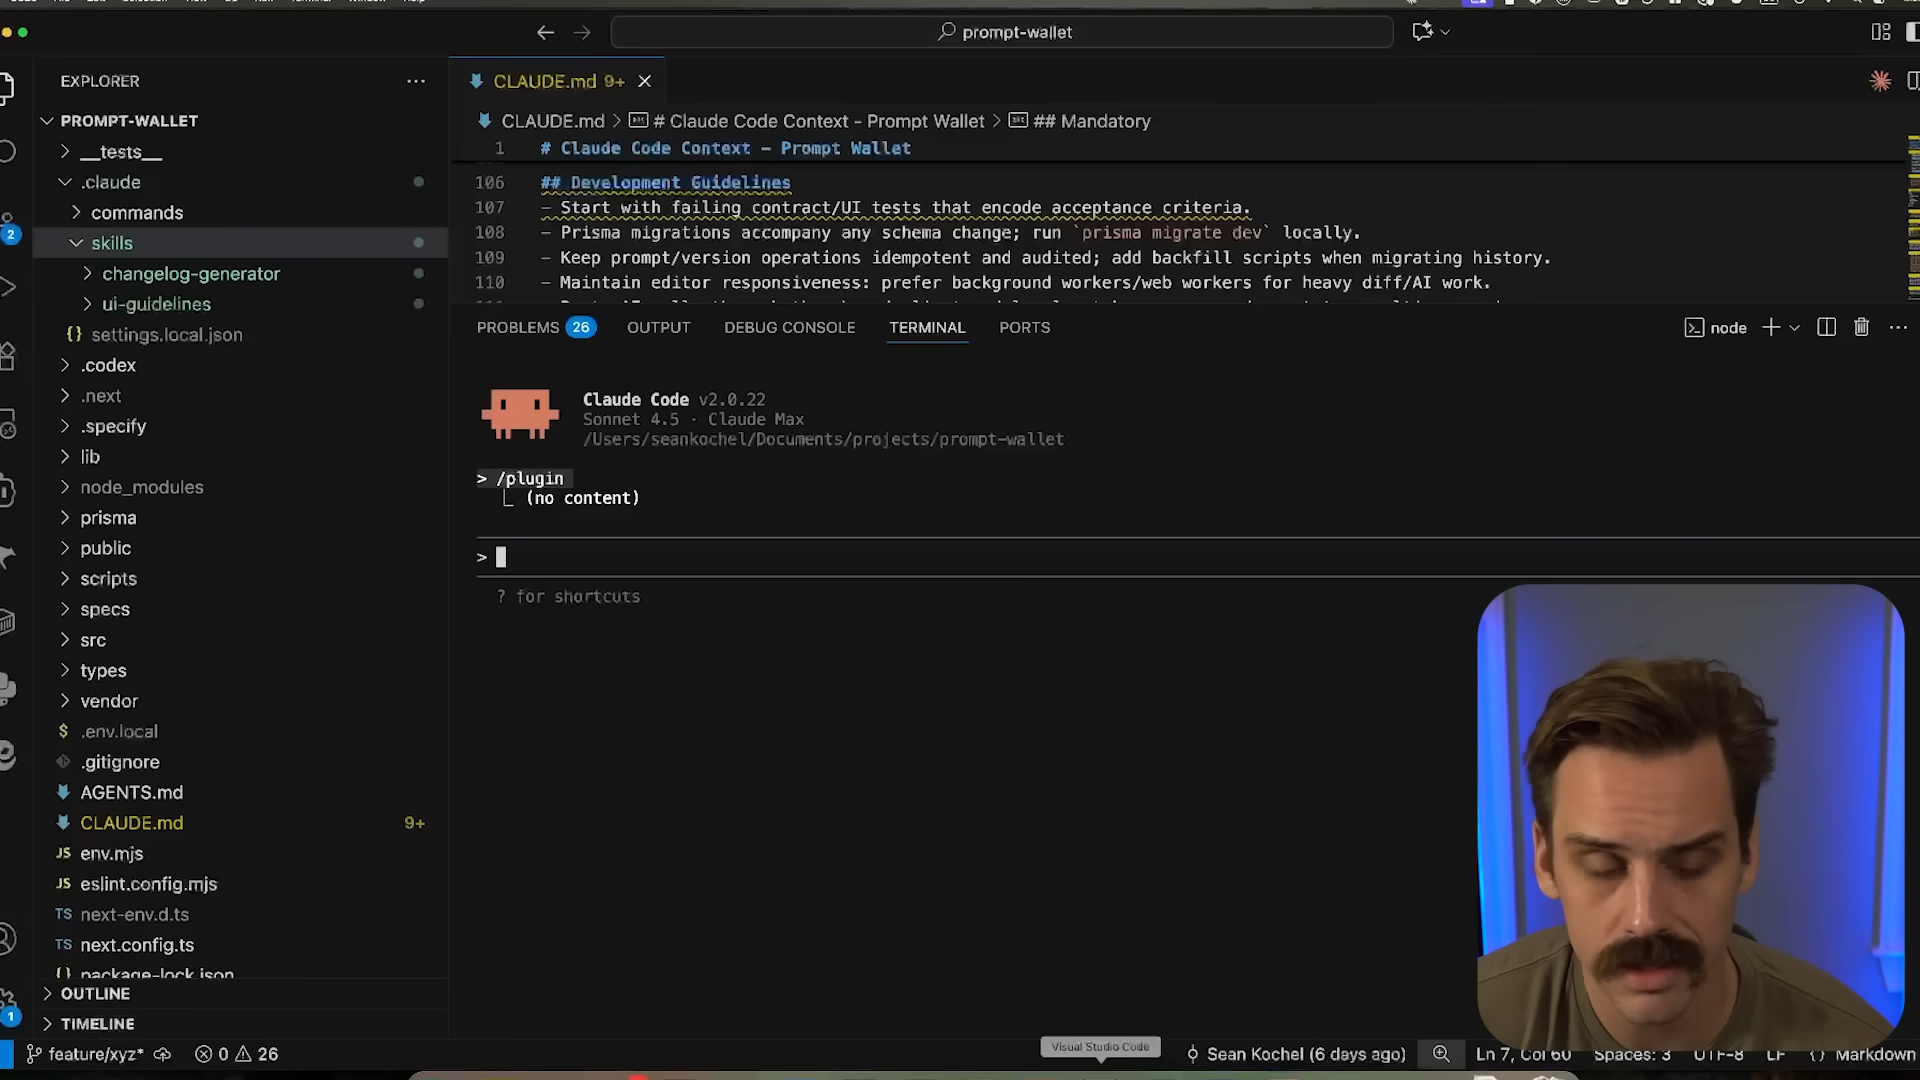 prompt-wallet
EXPLORER
PROMPT-WALLET
__tests__
.claude
commands
skills
changelog-generator
ui-guidelines
{} settings.local.json
.codex
.next
.specify
lib
node_modules
prisma
public
scripts
specs
src
types
vendor
$ .env.local
.gitignore
AGENTS.md
CLAUDE.md 9+
JS env.mjs
JS eslint.config.mjs
TS next-env.d.ts
TS next.config.ts
{} package-lock.json
OUTLINE
TIMELINE
2
1
CLAUDE.md 9+
CLAUDE.md > # Claude Code Context - Prompt Wallet > ## Mandatory
1 # Claude Code Context – Prompt Wallet
106 ## Development Guidelines
107 - Start with failing contract/UI tests that encode acceptance criteria.
108 - Prisma migrations accompany any schema change; run `prisma migrate dev` locally.
109 - Keep prompt/version operations idempotent and audited; add backfill scripts when migrating history.
110 - Maintain editor responsiveness: prefer background workers/web workers for heavy diff/AI work.
PROBLEMS 26 OUTPUT DEBUG CONSOLE TERMINAL PORTS
node
Claude Code v2.0.22
Sonnet 4.5 · Claude Max
/Users/seankochel/Documents/projects/prompt-wallet
> /plugin
(no content)
>
? for shortcuts
Visual Studio Code
feature/xyz* 0 26 Sean Kochel (6 days ago) Ln 7, Col 60 Spaces: 3 UTF-8 LF {} Markdown